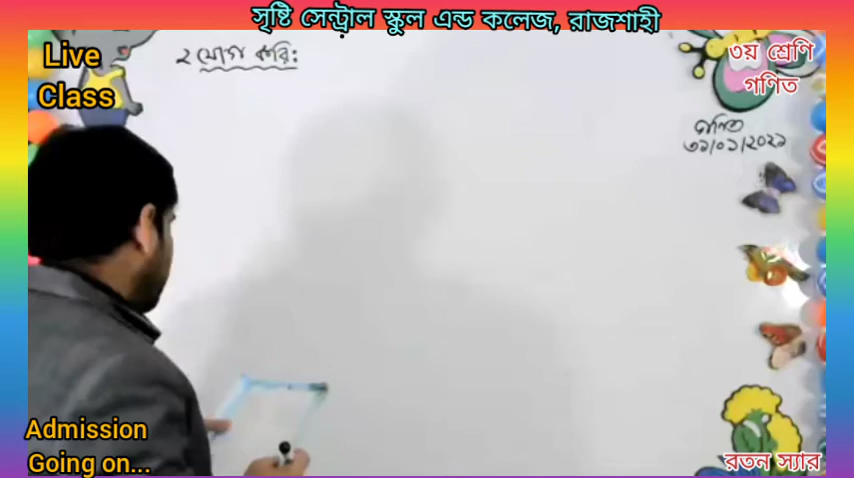 সৃষ্টি সেন্ট্রাল স্কুল এন্ড কলেজ, রাজশাহী
Live
Class
২ যোগ করি:
৩য় শ্রেণি
গণিত
গণিত
৩১/০১/২০২১
Admission
Going on...
রতন স্যার